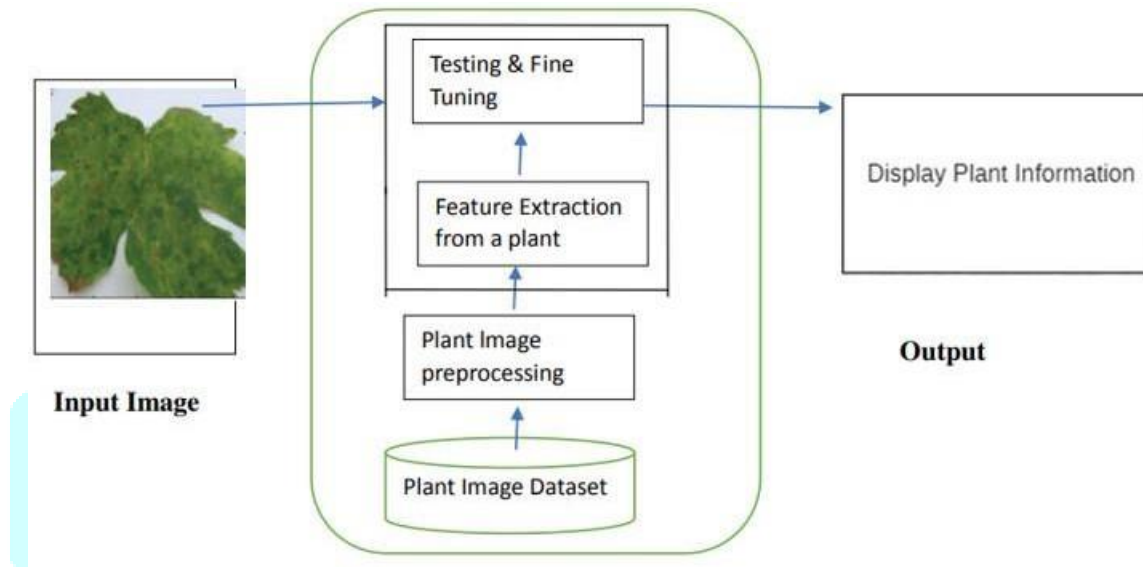 Testing & Fine
Tuning
Feature Extraction
from a plant
Plant Image
preprocessing
Plant Image Dataset
Input Image
Display Plant Information
Output